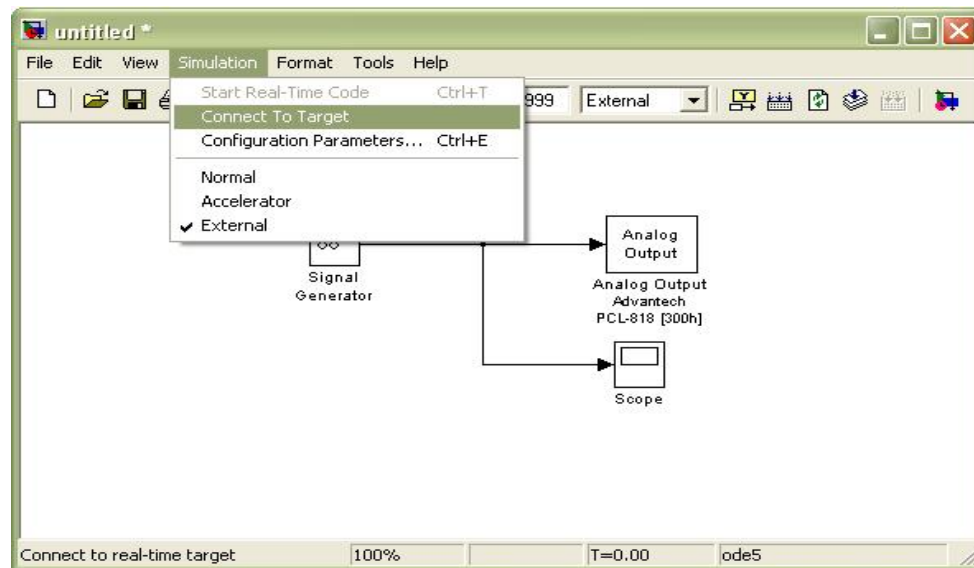 untitled *
File Edit View Simulation Format Tools Help
999 External
Start Real-Time Code Ctrl+T
Connect To Target
Configuration Parameters... Ctrl+E
Normal
Accelerator
External
Signal
Generator
Analog
Output
Analog Output
Advantech
PCL-818 [300h]
Scope
Connect to real-time target 100% T=0.00 ode5